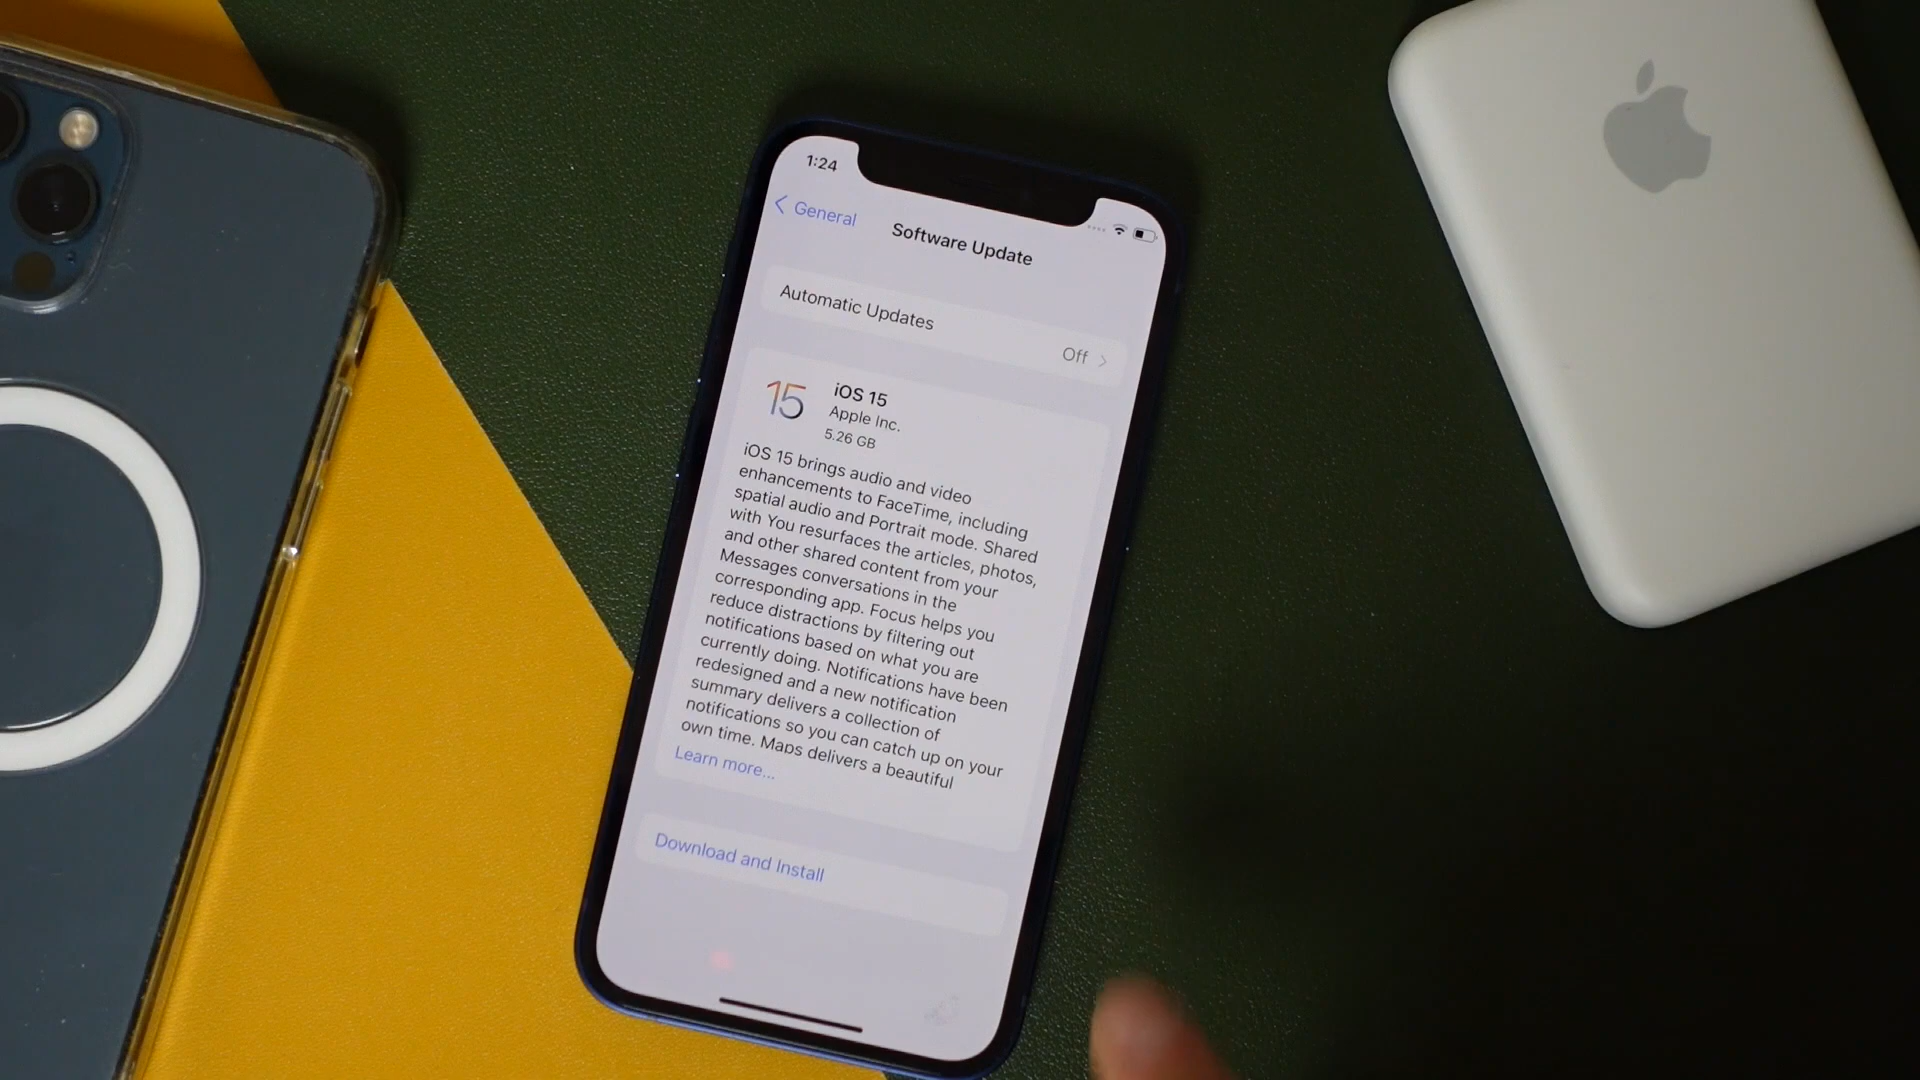 1:24
General
Software Update
Automatic Updates
Off
15
iOS 15
Apple Inc.
5.26 GB
iOS 15 brings audio and video
enhancements to FaceTime, including
spatial audio and Portrait mode. Shared
with You resurfaces the articles, photos,
and other shared content from your
Messages conversations in the
corresponding app. Focus helps you
reduce distractions by filtering out
notifications based on what you are
currently doing. Notifications have been
redesigned and a new notification
summary delivers a collection of
notifications so you can catch up on your
own time. Maps delivers a beautiful
Learn more...
Download and Install